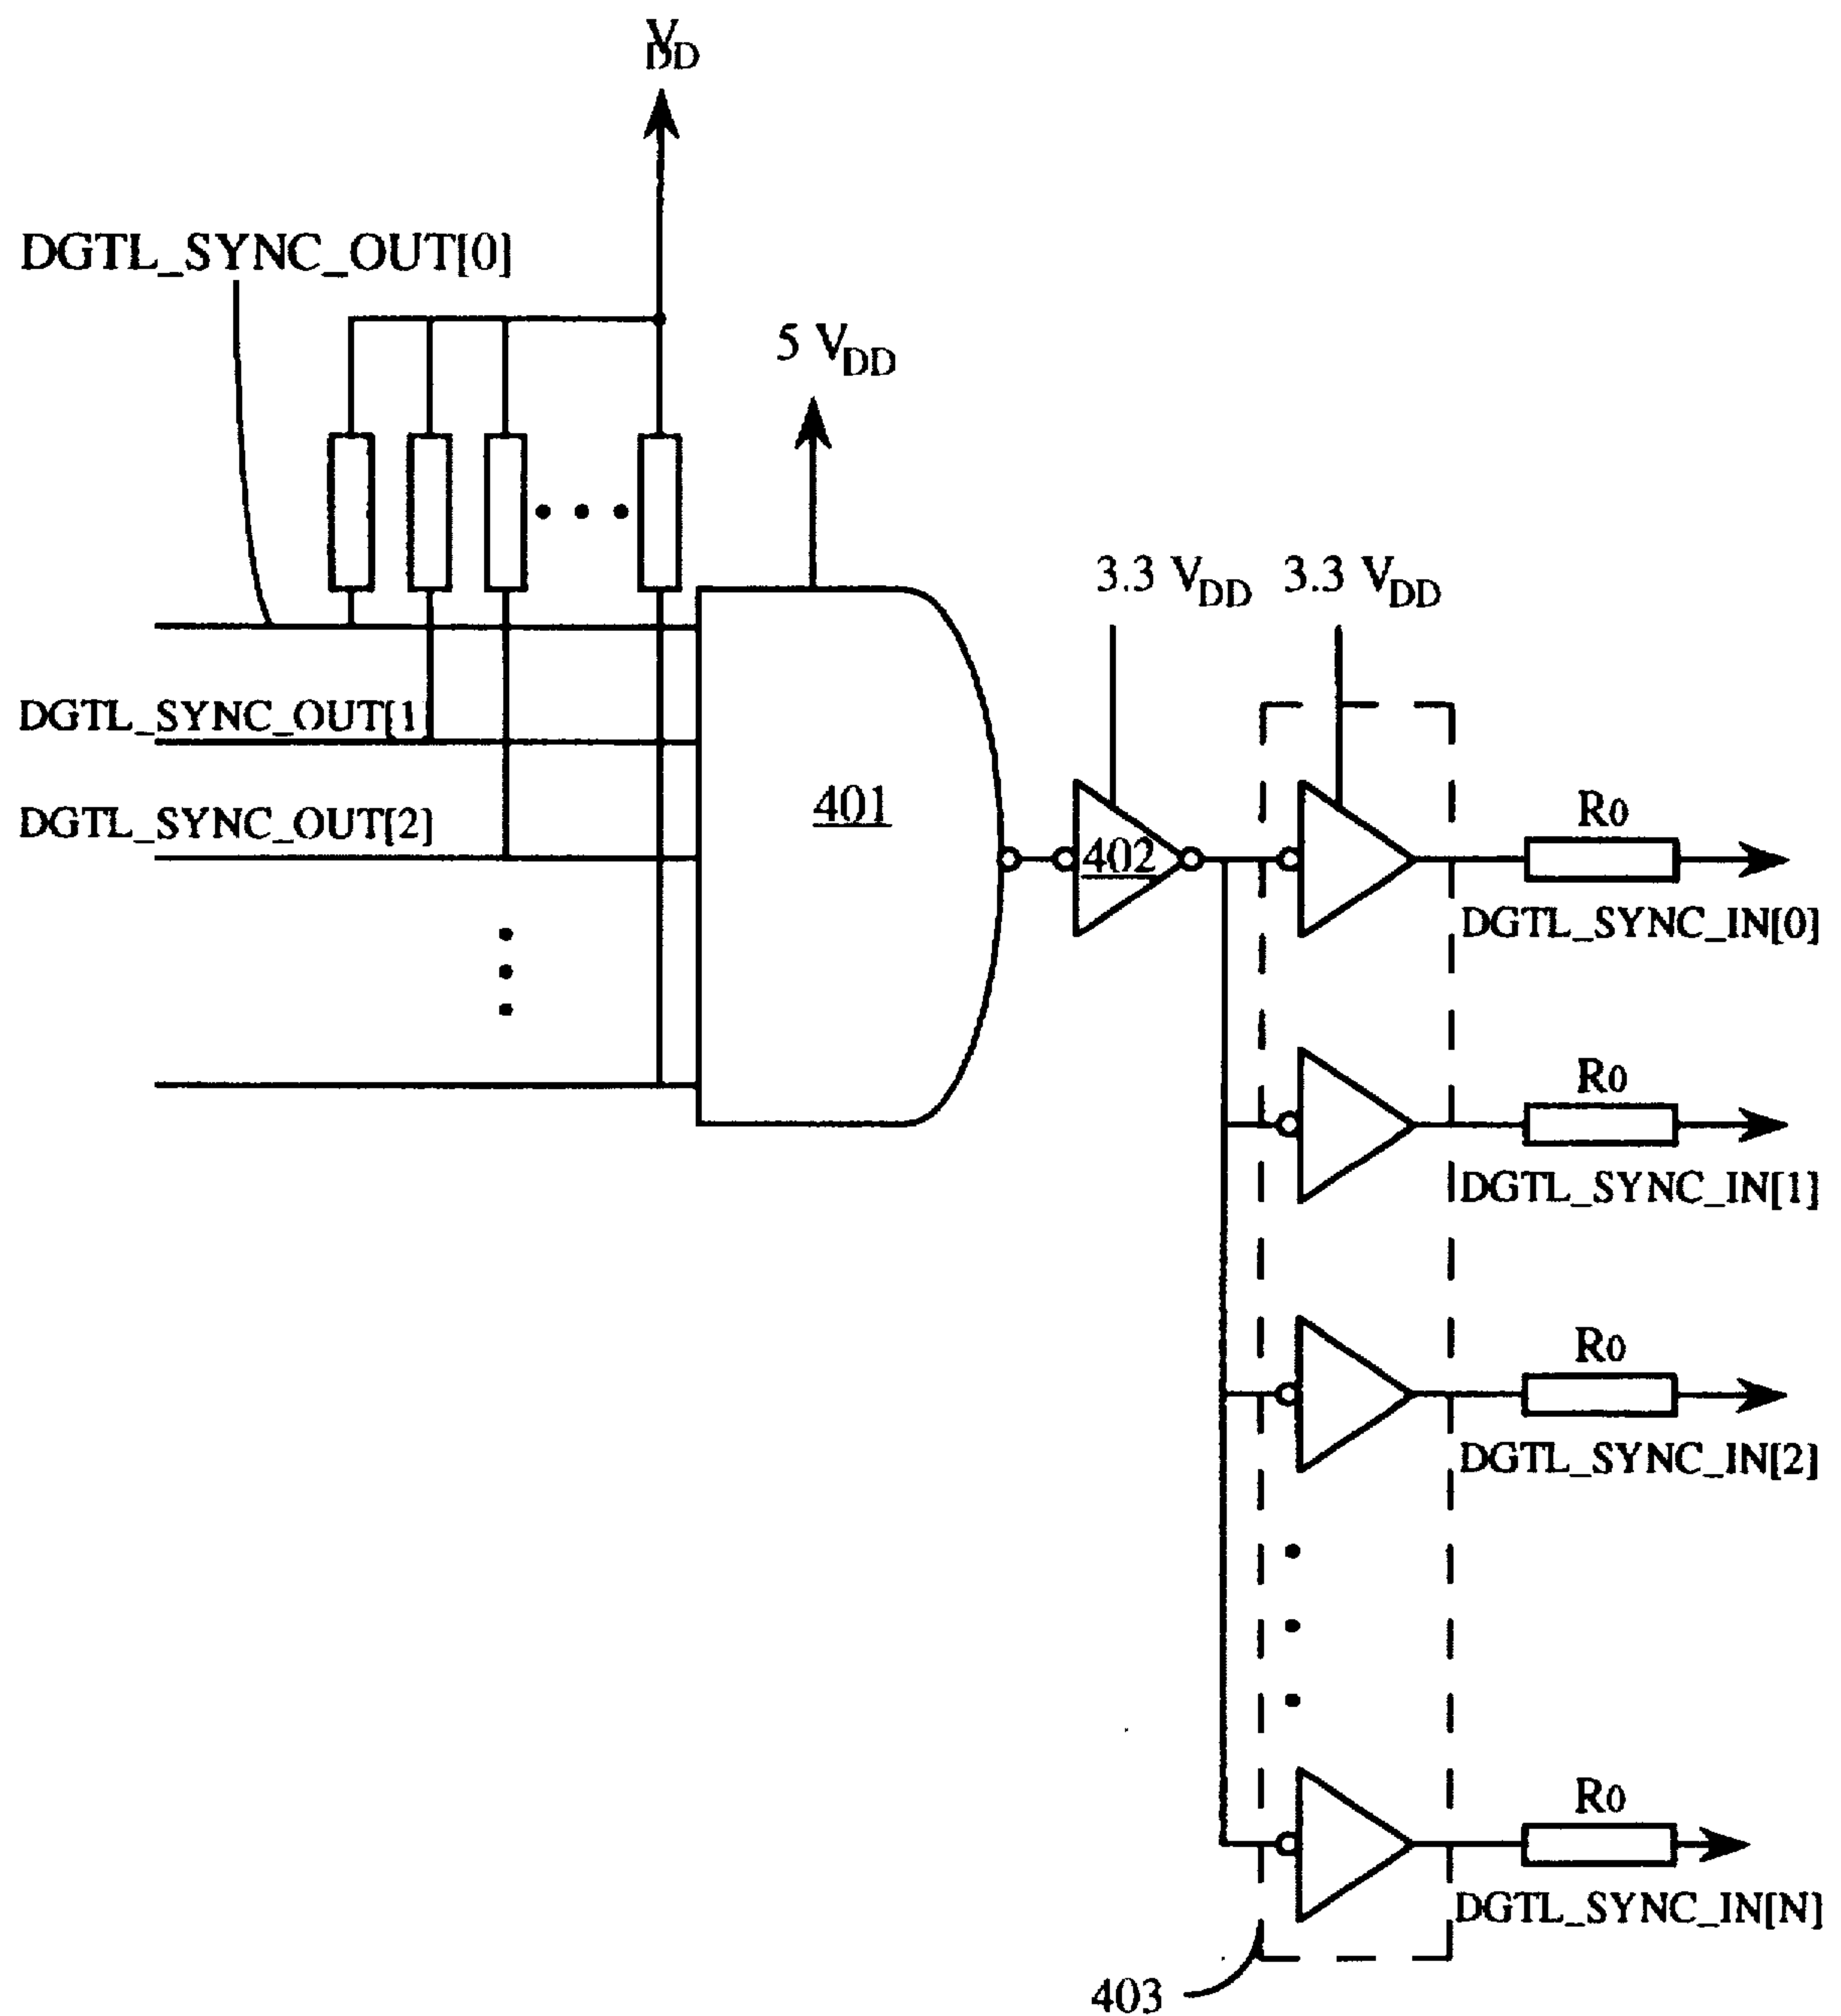 VDD
DGTL_SYNC_OUT[0]
5 VDD
3.3 VDD
3.3 VDD
DGTL_SYNC_OUT[1
DGTL_SYNC_OUT[2]
401
402
R0
DGTL_SYNC_IN[0]
R0
DGTL_SYNC_IN[1]
R0
DGTL_SYNC_IN[2]
R0
DGTL_SYNC_IN[N]
403